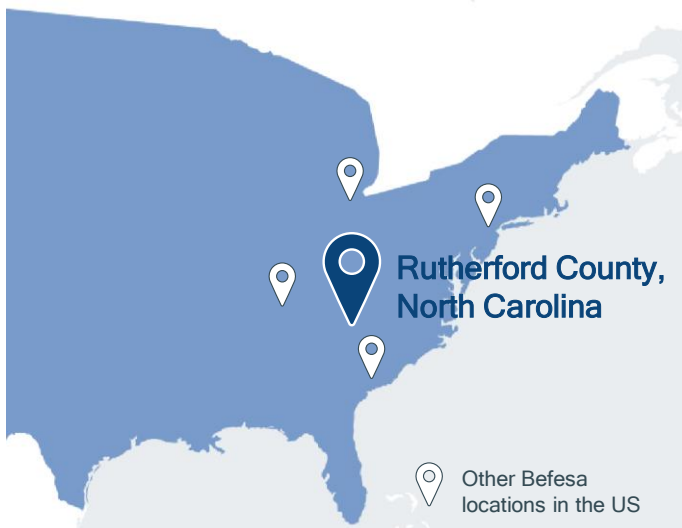 Rutherford County,
North Carolina
Other Befesa
locations in the US